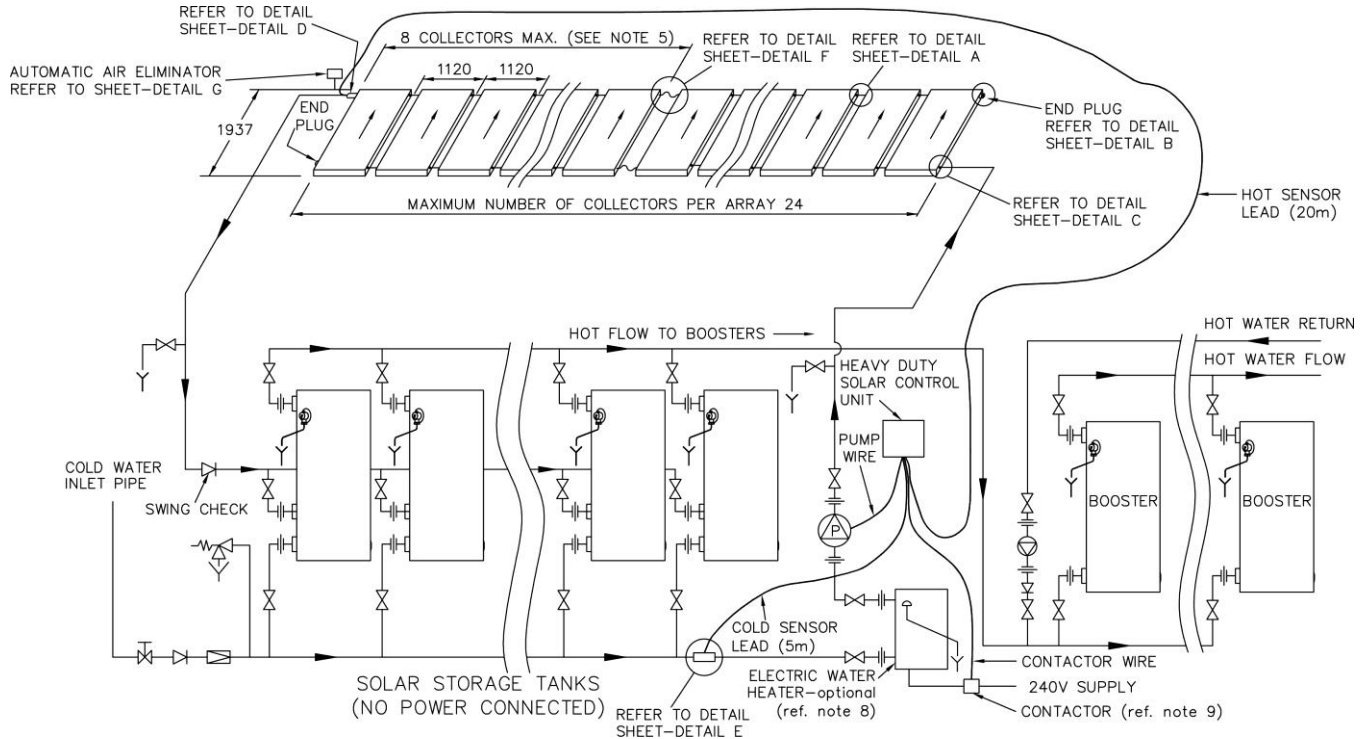 REFER TO DETAIL
SHEET-DETAIL D
8 COLLECTORS MAX. (SEE NOTE 5)
REFER TO DETAIL
SHEET-DETAIL F
REFER TO DETAIL
SHEET-DETAIL A
AUTOMATIC AIR ELIMINATOR
REFER TO SHEET-DETAIL G
1120
1120
1937
END
PLUG
END PLUG
REFER TO DETAIL
SHEET-DETAIL B
MAXIMUM NUMBER OF COLLECTORS PER ARRAY 24
REFER TO DETAIL
SHEET-DETAIL C
HOT SENSOR
LEAD (20m)
HOT FLOW TO BOOSTERS
HOT WATER RETURN
HOT WATER FLOW
HEAVY DUTY
SOLAR CONTROL
UNIT
PUMP
WIRE
COLD WATER
INLET PIPE
SWING CHECK
P
BOOSTER
BOOSTER
COLD SENSOR
LEAD (5m)
SOLAR STORAGE TANKS
(NO POWER CONNECTED)
REFER TO DETAIL
SHEET-DETAIL E
ELECTRIC WATER
HEATER-optional
(ref. note 8)
CONTACTOR WIRE
240V SUPPLY
CONTACTOR (ref. note 9)